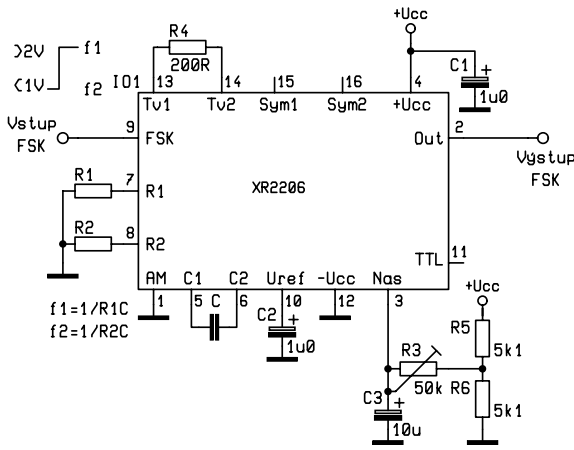 +Ucc
R4
200R
>2V
f1
<1V
f2
IO1
13
14
15
16
4
C1
+
1u0
Tv1
Tv2
Sym1
Sym2
+Ucc
Vstup
FSK
9
FSK
Out
2
Vystup
FSK
R1
7
R1
XR2206
R2
8
R2
TTL
11
AM
C1
C2
Uref
-Ucc
Nas
1
5
C
6
10
12
3
f1=1/R1C
f2=1/R2C
C2
+
1u0
+Ucc
R5
5k1
R3
50k
R6
5k1
C3
+
10u